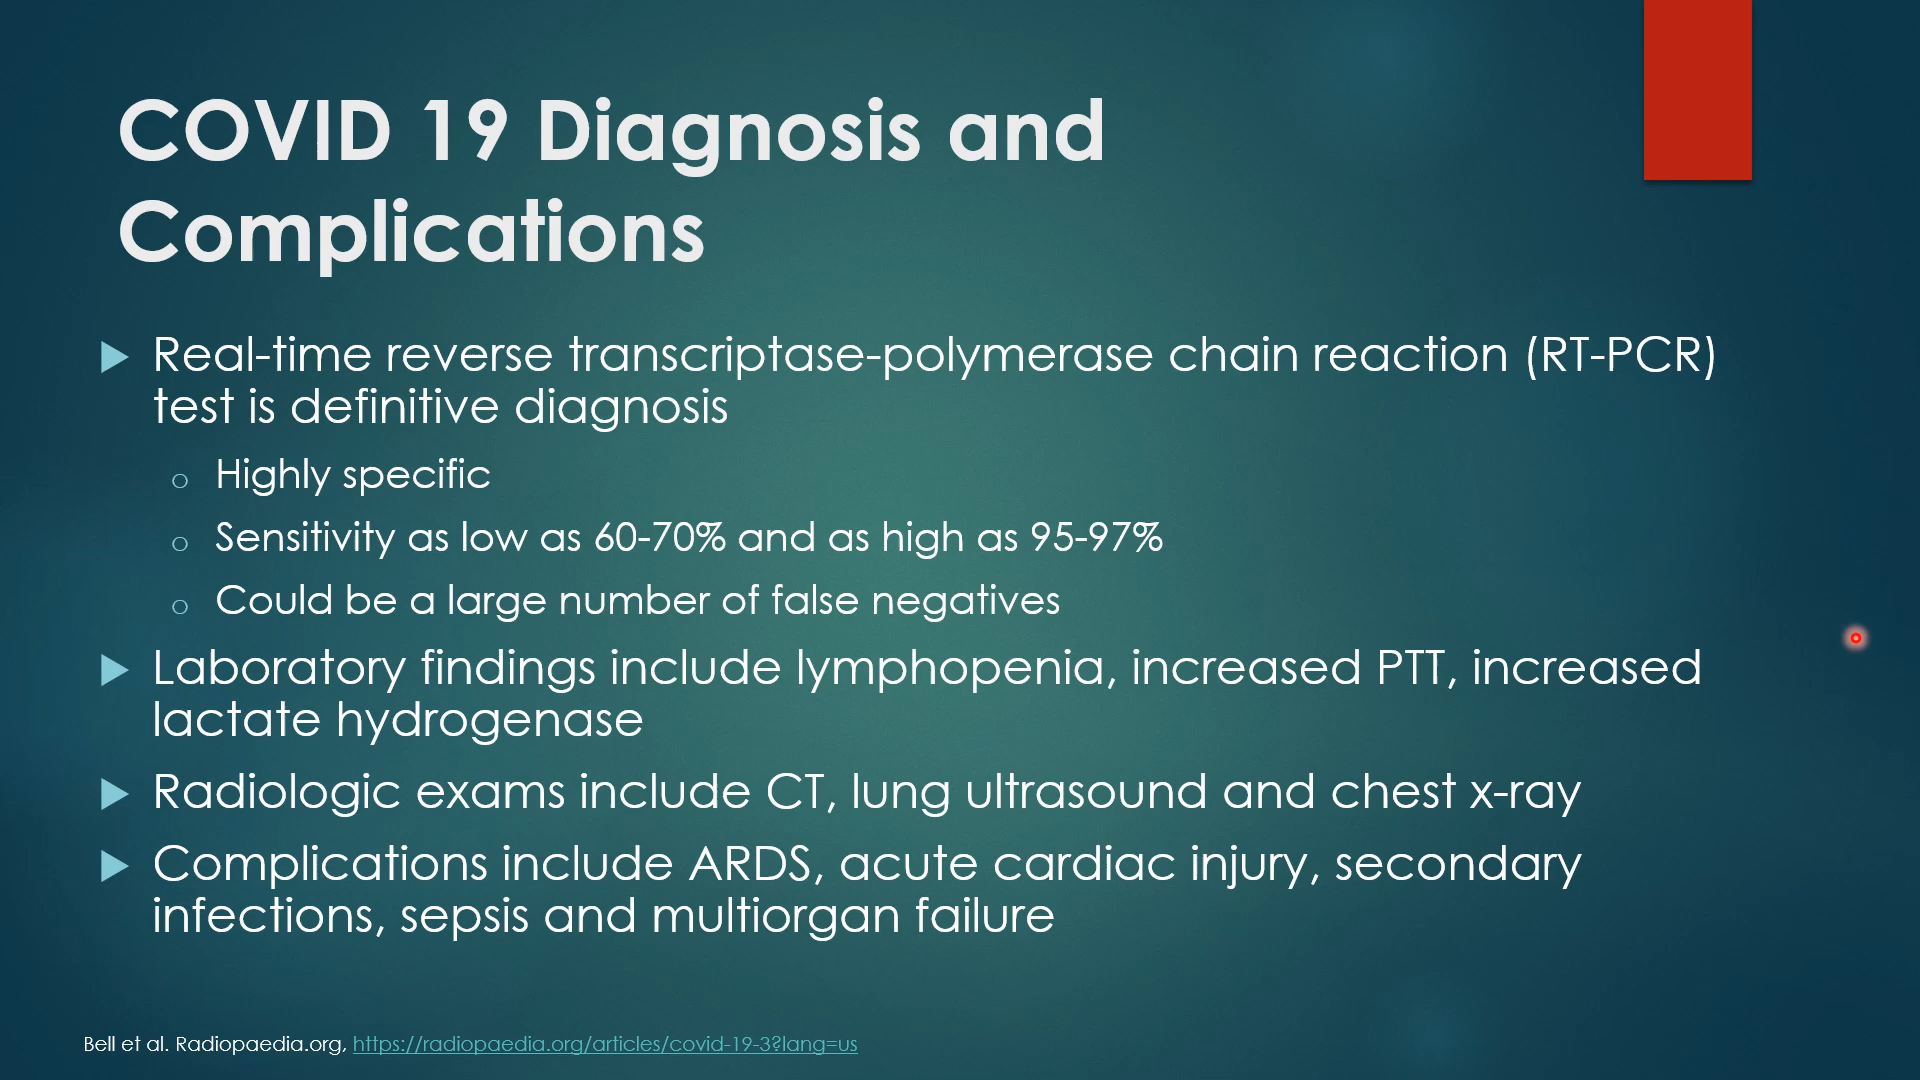 COVID 19 Diagnosis and
Complications
Real-time reverse transcriptase-polymerase chain reaction (RT-PCR)
test is definitive diagnosis
Highly specific
Sensitivity as low as 60-70% and as high as 95-97%
Could be a large number of false negatives
Laboratory findings include lymphopenia, increased PTT, increased
lactate hydrogenase
Radiologic exams include CT, lung ultrasound and chest x-ray
Complications include ARDS, acute cardiac injury, secondary
infections, sepsis and multiorgan failure
Bell et al. Radiopaedia.org, https://radiopaedia.org/articles/covid-19-3?lang=us